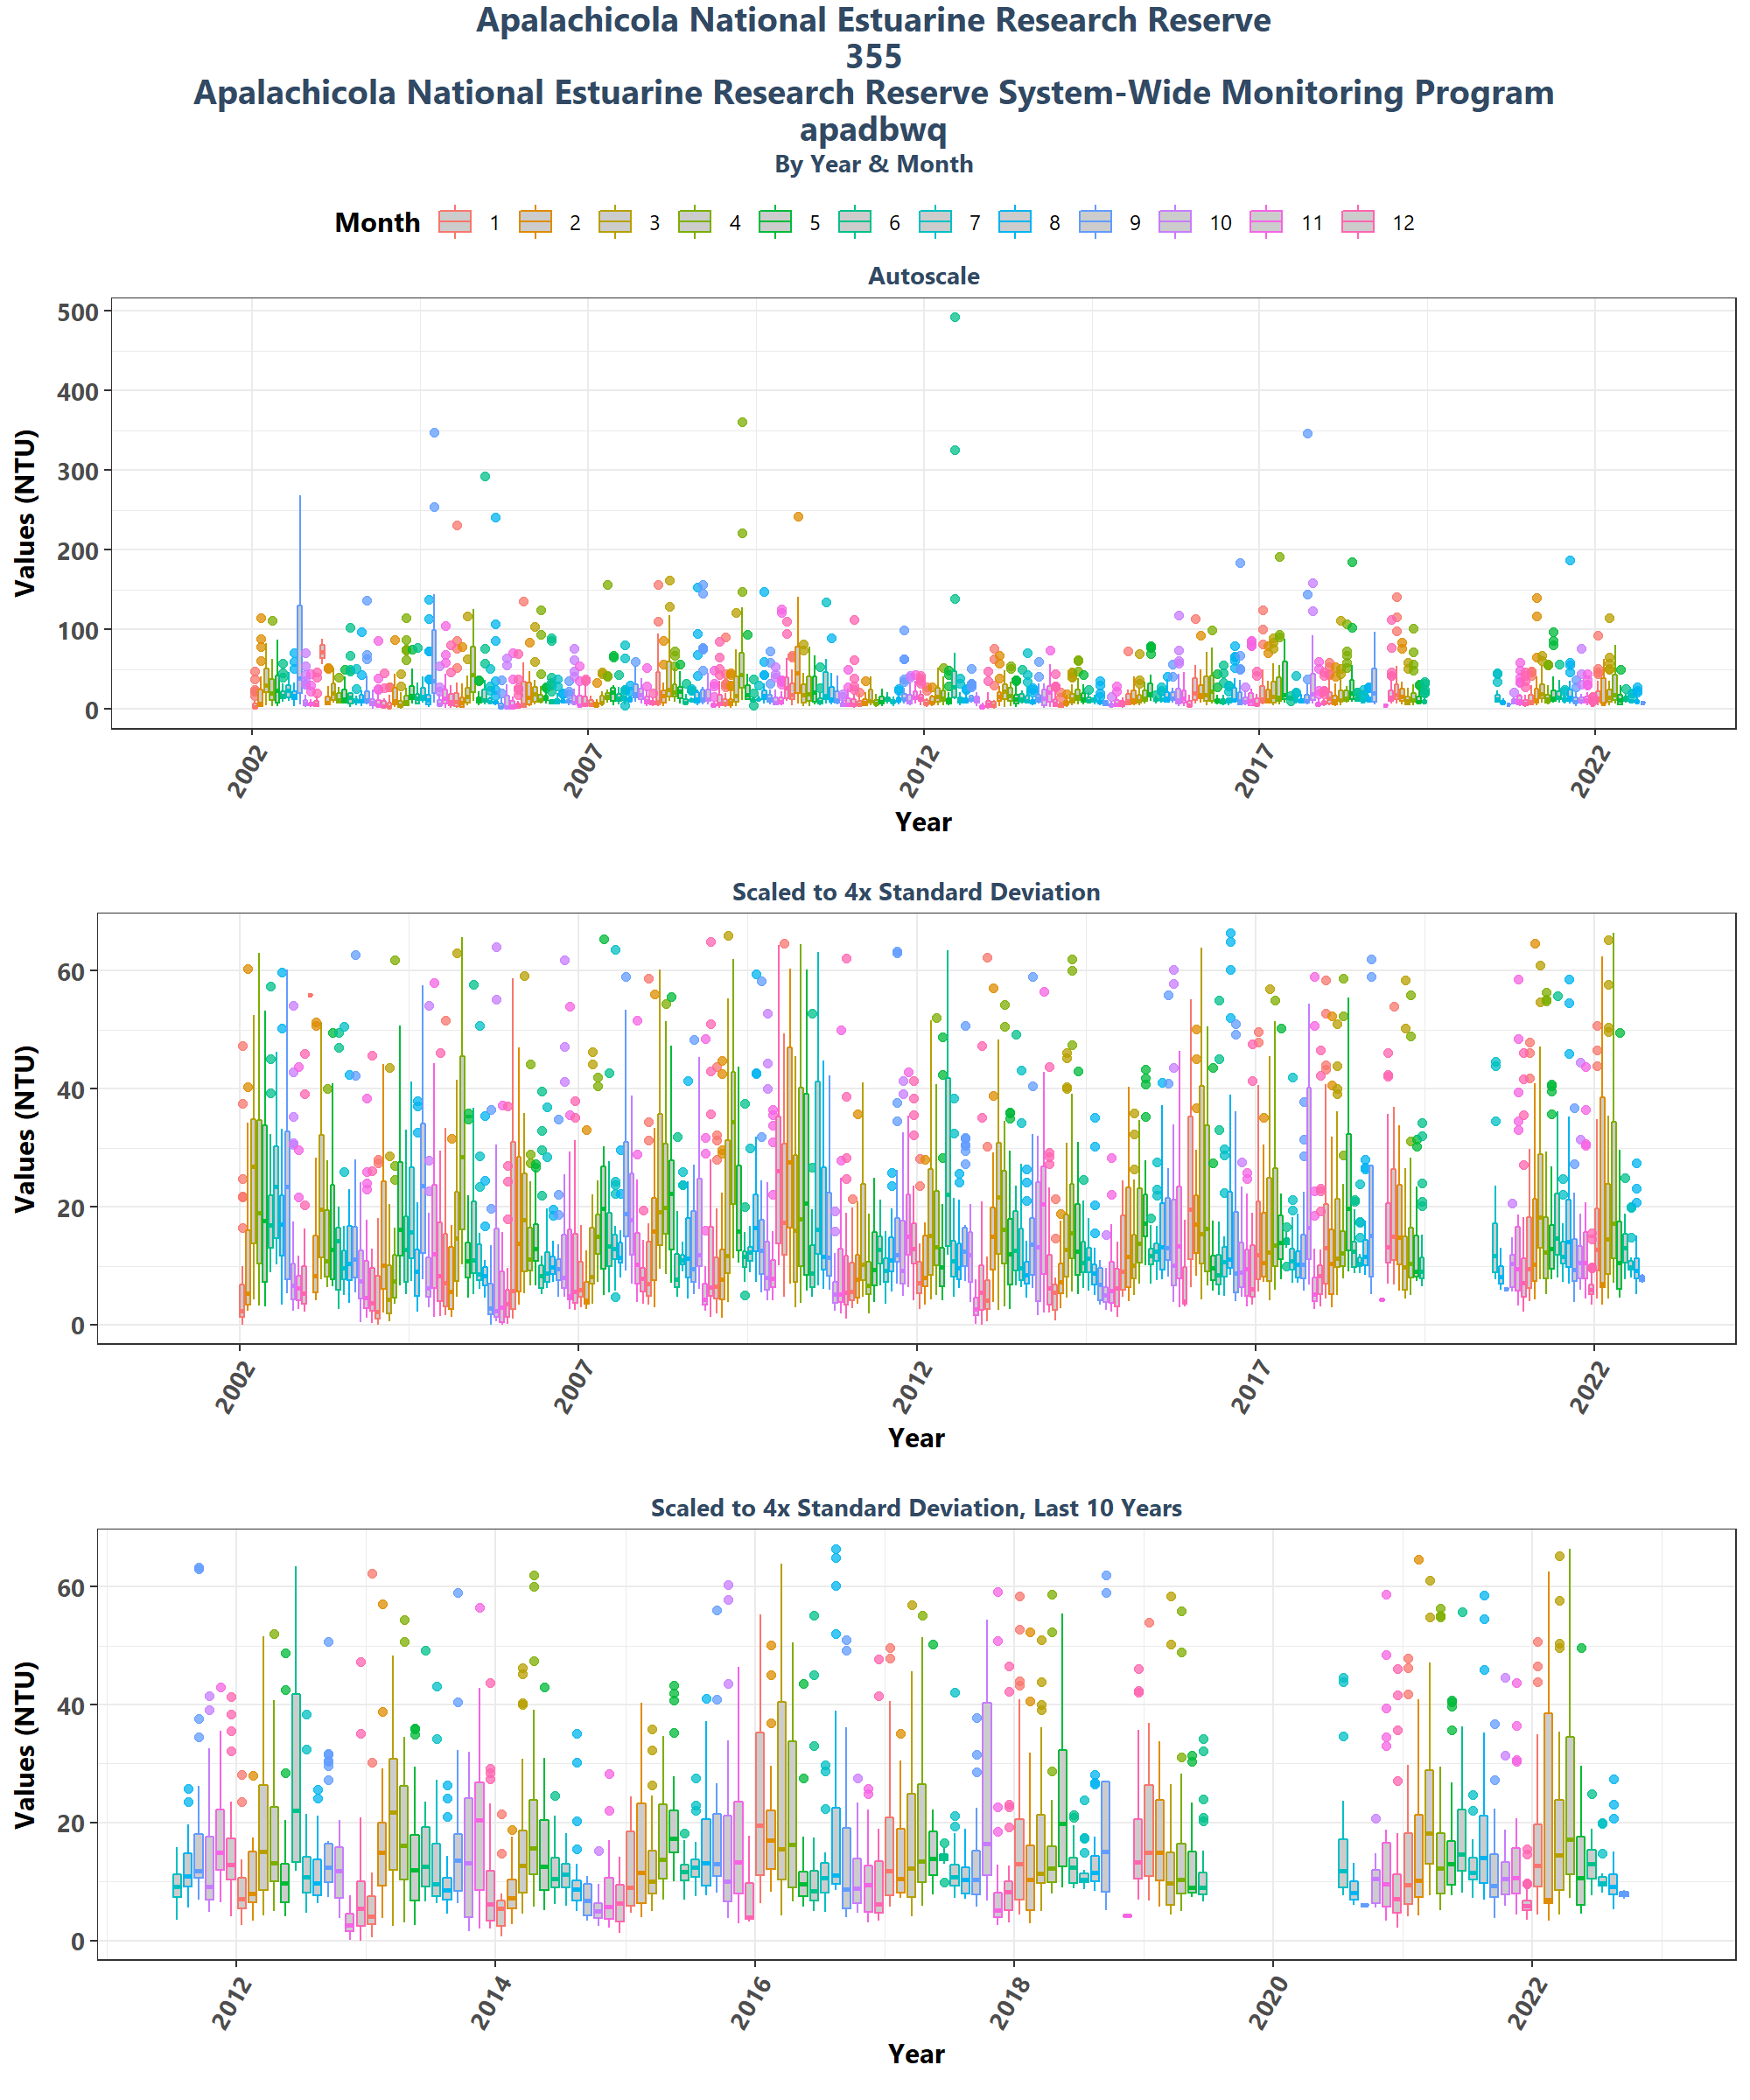 Apalachicola National Estuarine Research Reserve
355
Apalachicola National Estuarine Research Reserve System-Wide Monitoring Program
apadbwq
By Year & Month
Month 1 2 3 4 5 6 7 8 9 10 11 12
Autoscale
500
400
300
200
100
0
Values (NTU)
2002 2007 2012 2017 2022
Year
Scaled to 4x Standard Deviation
60
40
20
0
Values (NTU)
2002 2007 2012 2017 2022
Year
Scaled to 4x Standard Deviation, Last 10 Years
60
40
20
0
Values (NTU)
2012 2014 2016 2018 2020 2022
Year